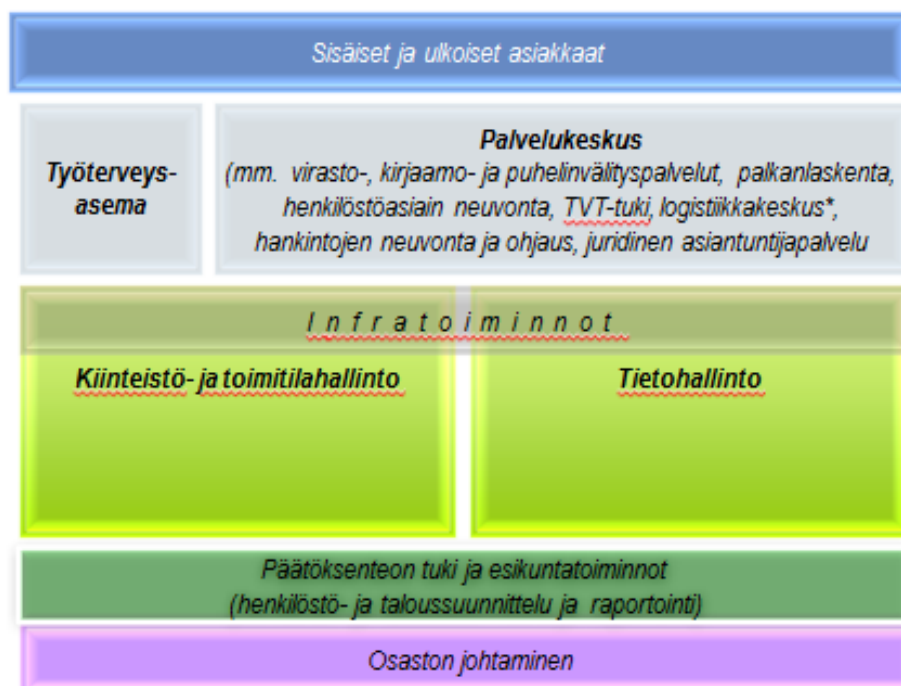 Sisäiset ja ulkoiset asiakkaat
Työterveys-
asema
Palvelukeskus
(mm. virasto-, kirjaamo- ja puhelinvälityspalvelut, palkanlaskenta,
henkilöstöasiain neuvonta, TVT-tuki, logistiikkakeskus*,
hankintojen neuvonta ja ohjaus, juridinen asiantuntijapalvelu
I n f r a t o i m i n n o t
Kiinteistö- ja toimitilahallinto
Tietohallinto
Päätöksenteon tuki ja esikuntatoiminnot
(henkilöstö- ja taloussuunnittelu ja raportointi)
Osaston johtaminen